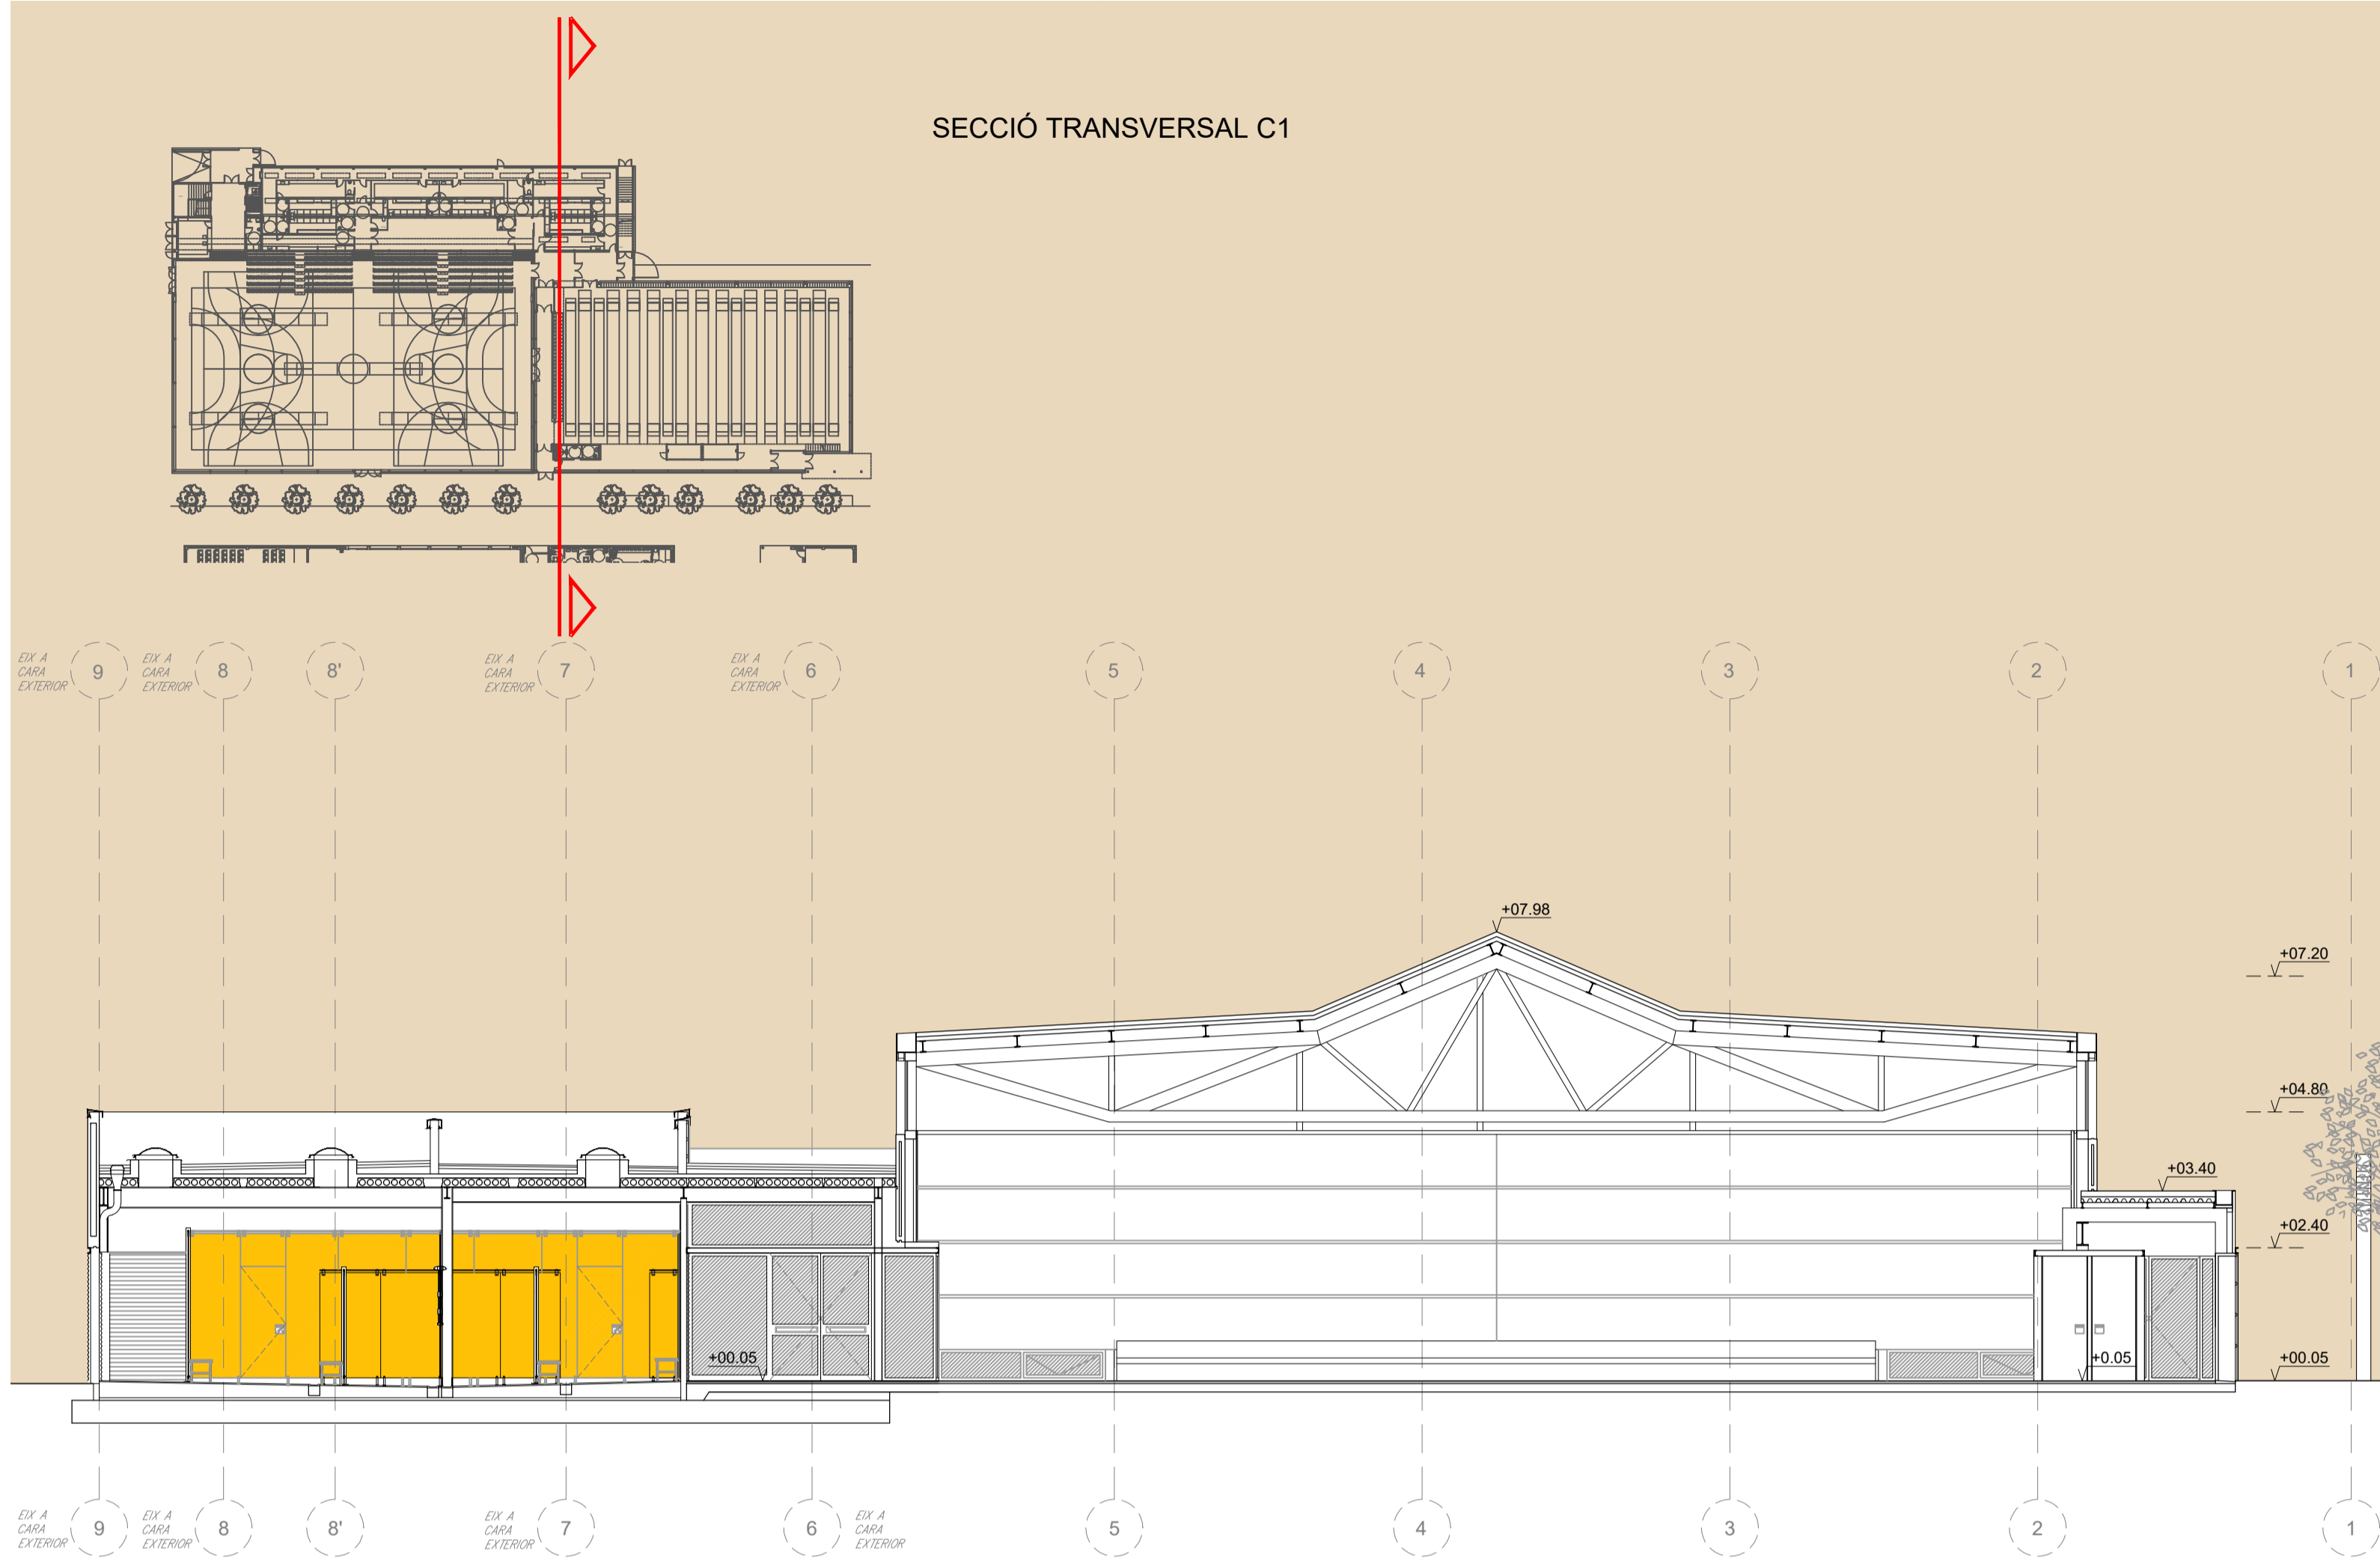 SECCIÓ TRANSVERSAL C1
EIX A
CARA
EXTERIOR
9
EIX A
CARA
EXTERIOR
8
8'
EIX A
CARA
EXTERIOR
7
EIX A
CARA
EXTERIOR
6
5
4
3
2
1
+07.98
+07.20
+04.80
+03.40
+02.40
+00.05
+0.05
+00.05
EIX A
CARA
EXTERIOR
9
EIX A
CARA
EXTERIOR
8
8'
EIX A
CARA
EXTERIOR
7
6
EIX A
CARA
EXTERIOR
5
4
3
2
1